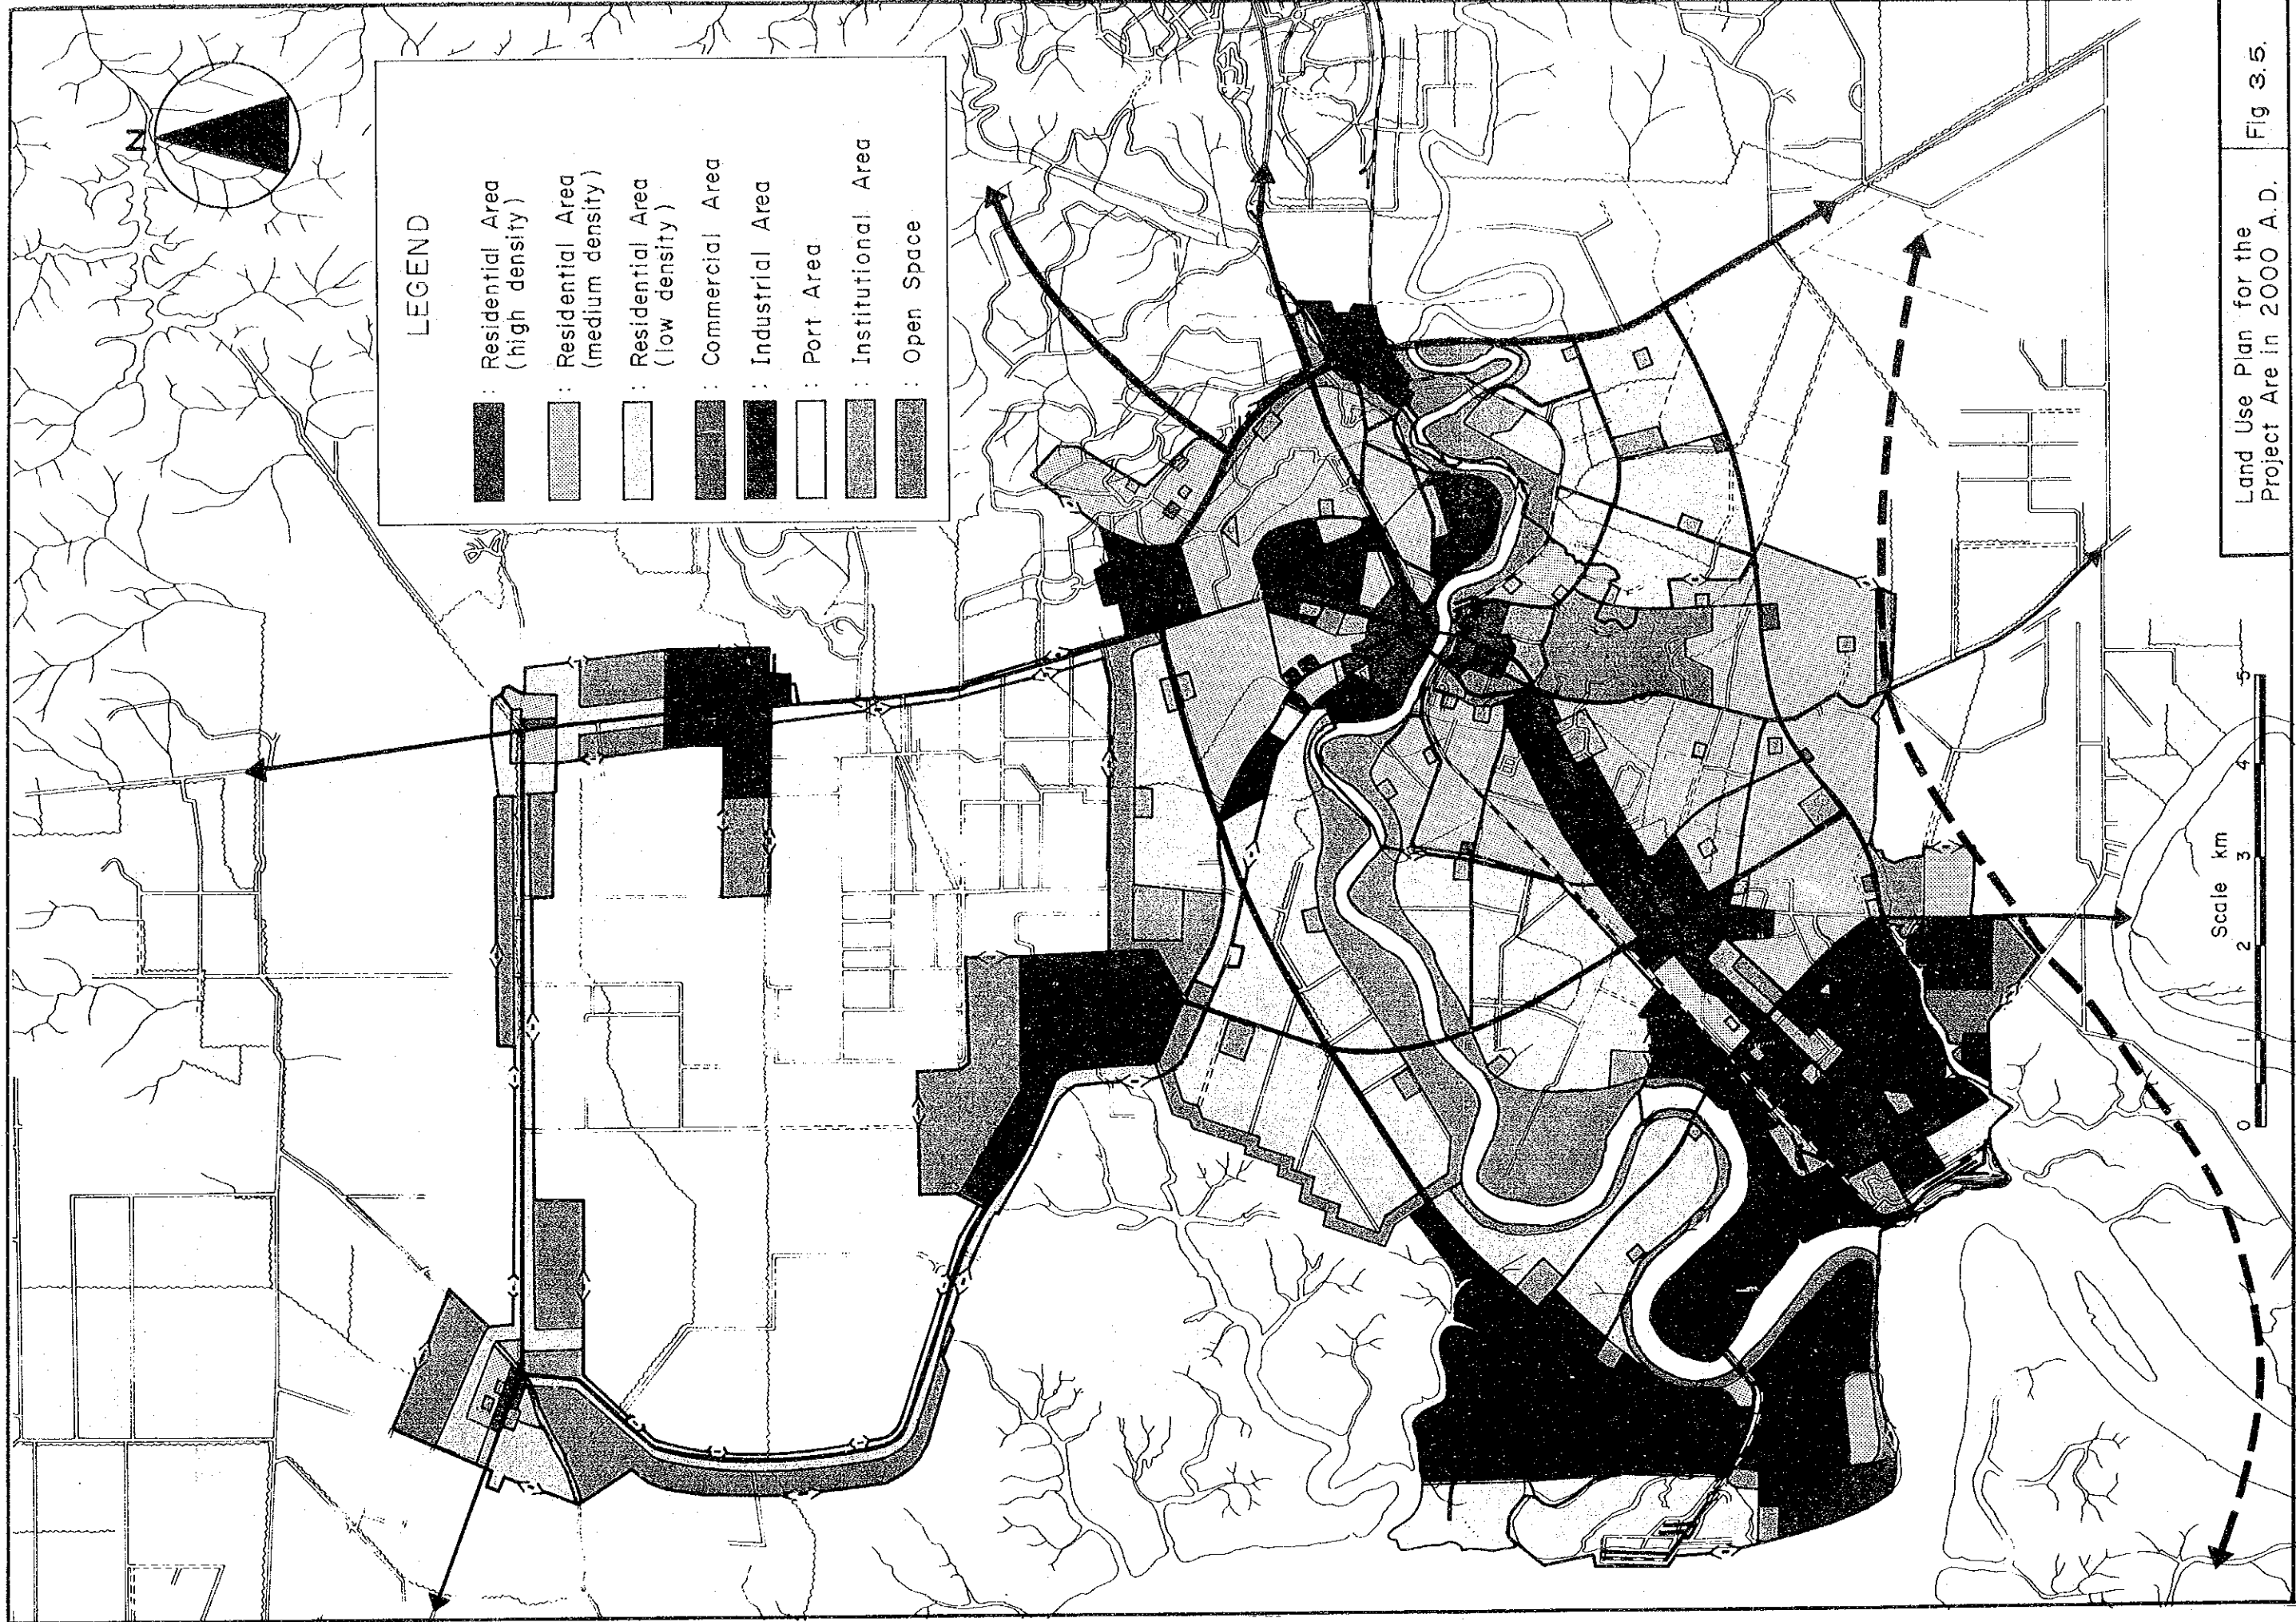 N
LEGEND
: Residential Area
(high density)
: Residential Area
(medium density)
: Residential Area
(low density)
: Commercial Area
: Industrial Area
: Port Area
: Institutional Area
: Open Space
Scale km
0 1 2 3 4 5
Land Use Plan for the
Project Are in 2000 A.D.
Fig 3.5.